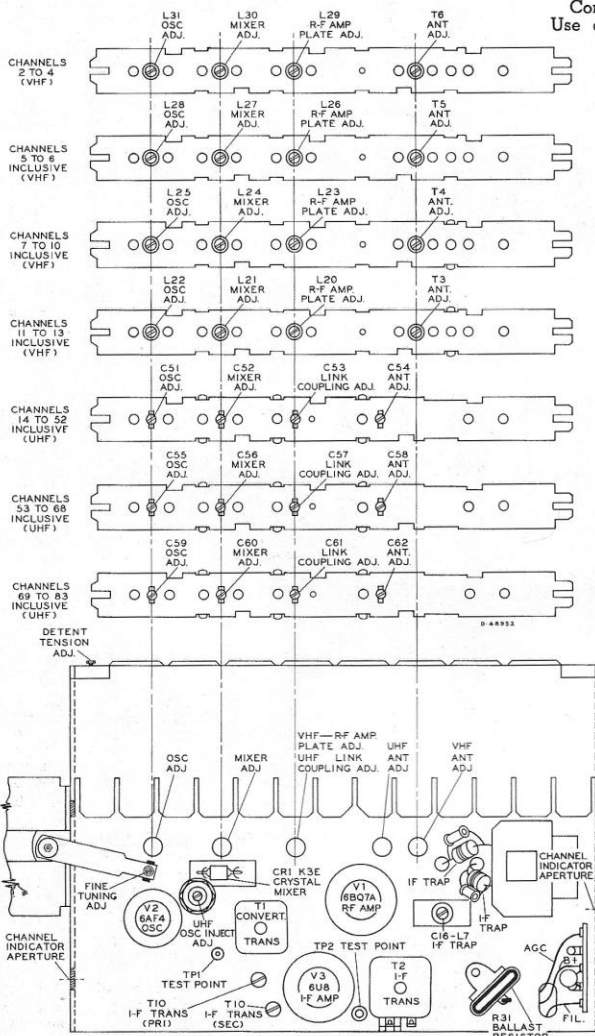 Con
Use
L31 OSC ADJ.
L30 MIXER ADJ.
L29 R-F AMP PLATE ADJ.
T6 ANT ADJ.
CHANNELS 2 TO 4 (VHF)
L28 OSC ADJ.
L27 MIXER ADJ.
L26 R-F AMP PLATE ADJ.
T5 ANT ADJ.
CHANNELS 5 TO 6 INCLUSIVE (VHF)
L25 OSC ADJ.
L24 MIXER ADJ.
L23 R-F AMP PLATE ADJ.
T4 ANT. ADJ.
CHANNELS 7 TO 10 INCLUSIVE (VHF)
L22 OSC ADJ.
L21 MIXER ADJ.
L20 R-F AMP. PLATE ADJ.
T3 ANT. ADJ.
CHANNELS 11 TO 13 INCLUSIVE (VHF)
C51 OSC ADJ.
C52 MIXER ADJ.
C53 LINK COUPLING ADJ.
C54 ANT ADJ.
CHANNELS 14 TO 52 INCLUSIVE (UHF)
C55 OSC ADJ.
C56 MIXER ADJ.
C57 LINK COUPLING ADJ.
C58 ANT ADJ.
CHANNELS 53 TO 68 INCLUSIVE (UHF)
C59 OSC ADJ.
C60 MIXER ADJ.
C61 LINK COUPLING ADJ.
C62 ANT. ADJ.
CHANNELS 69 TO 83 INCLUSIVE (UHF)
D-48952
DETENT TENSION ADJ.
OSC ADJ
MIXER ADJ
VHF—R-F AMP. PLATE ADJ.
UHF LINK COUPLING ADJ.
UHF ANT ADJ
VHF ANT ADJ
FINE TUNING ADJ
CR1 K3E CRYSTAL MIXER
IF TRAP
I-F TRAP
CHANNEL INDICATOR APERTURE
V2 6AF4 OSC
UHF OSC INJECT ADJ
T1 CONVERT. TRANS
V1 6BQ7A R-F AMP
C16-L7 I-F TRAP
CHANNEL INDICATOR APERTURE
TP1 TEST POINT
TP2 TEST POINT
AGC
B+
V3 6U8 I-F AMP
T2 I-F TRANS
T10 I-F TRANS (PRI)
T10 I-F TRANS (SEC)
R31 BALLAST RESISTOR
FIL.